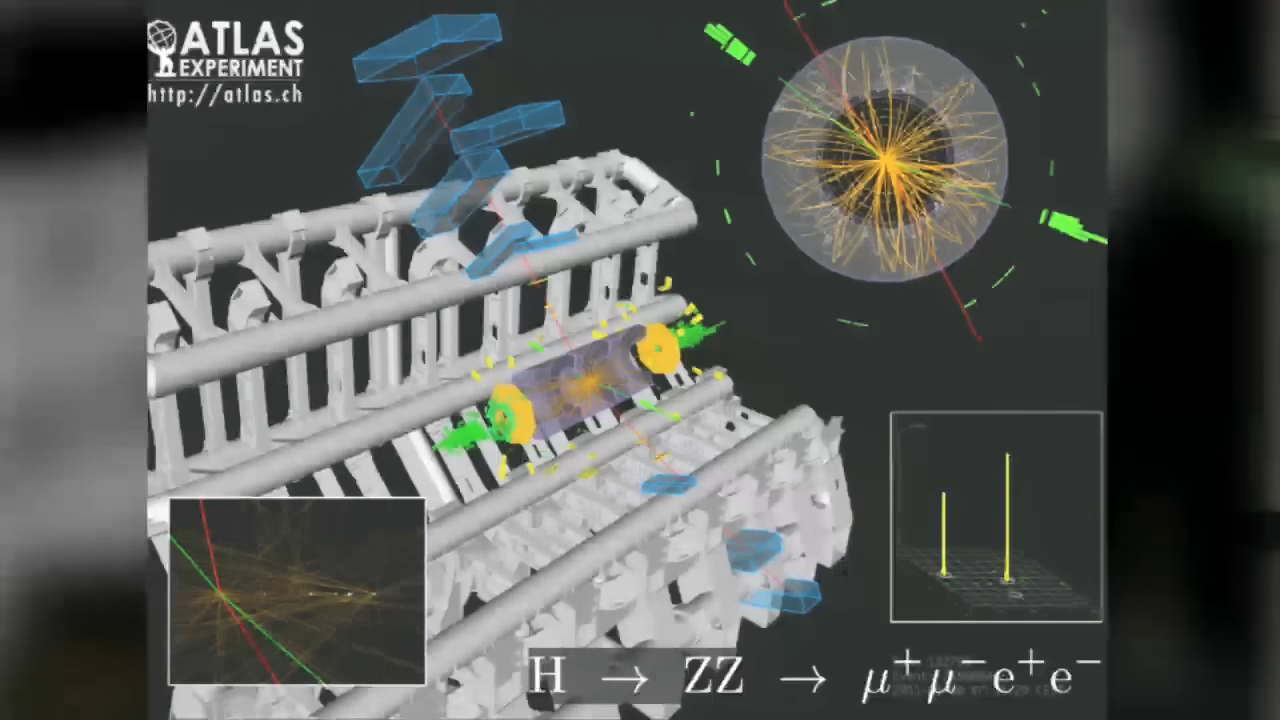 ATLAS
EXPERIMENT
http://atlas.ch
H → ZZ → μ⁺ μ⁻ e⁺ e⁻